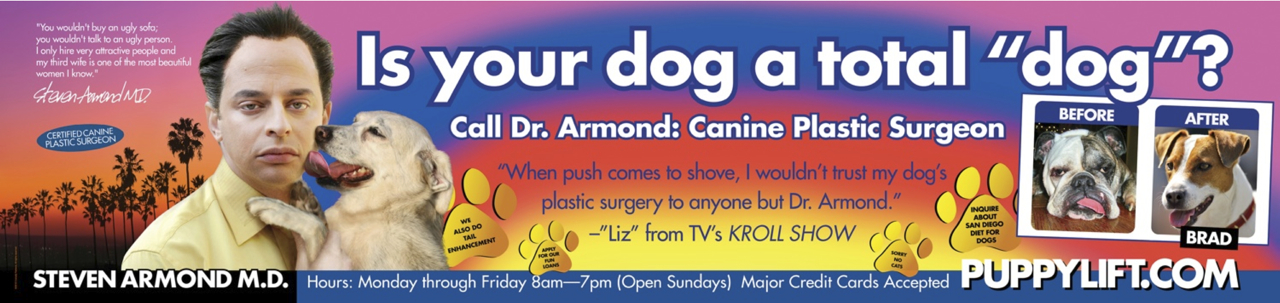 "You wouldn't buy an ugly sofa;
you wouldn't talk to an ugly person.
I only hire very attractive people and
my third wife is one of the most beautiful
women I know."
Steven Armond M.D.
CERTIFIED CANINE
PLASTIC SURGEON
Is your dog a total "dog"?
Call Dr. Armond: Canine Plastic Surgeon
"When push comes to shove, I wouldn't trust my dog's
plastic surgery to anyone but Dr. Armond."
–"Liz" from TV's KROLL SHOW
WE
ALSO DO
TAIL
ENHANCEMENT
APPLY
FOR OUR
FUN
LOANS
SORRY
NO
CATS
INQUIRE
ABOUT
SAN DIEGO
DIET FOR
DOGS
BEFORE
AFTER
BRAD
STEVEN ARMOND M.D.
Hours: Monday through Friday 8am—7pm (Open Sundays) Major Credit Cards Accepted
PUPPYLIFT.COM